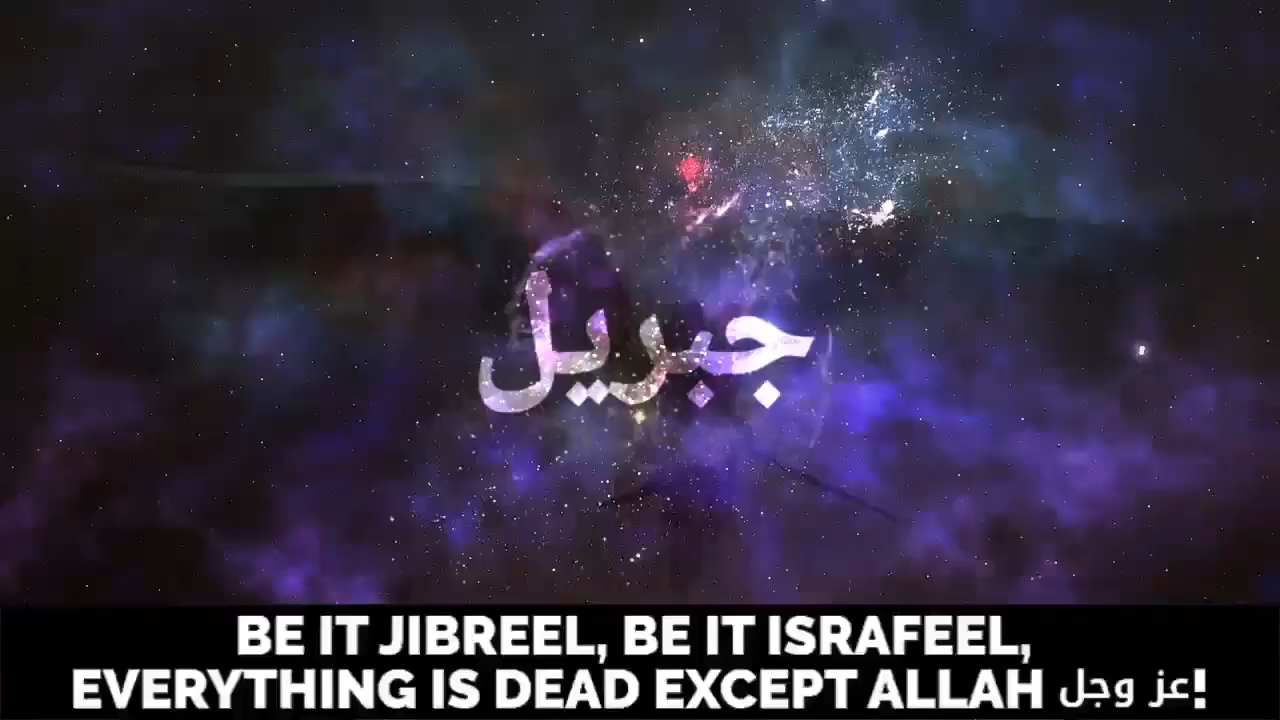 جبريل
BE IT JIBREEL, BE IT ISRAFEEL,
EVERYTHING IS DEAD EXCEPT ALLAH عز وجل!